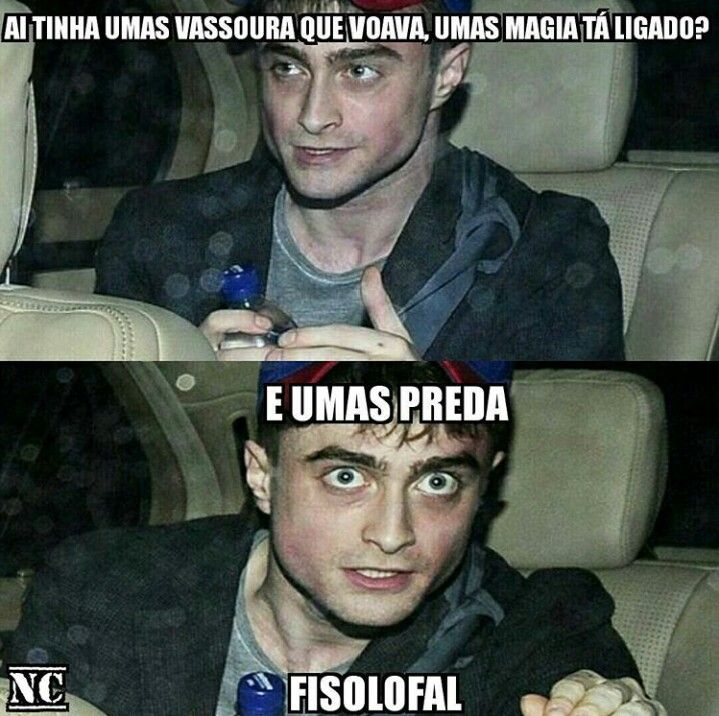 AI TINHA UMAS VASSOURA QUE VOAVA, UMAS MAGIA TÁ LIGADO?
E UMAS PREDA
FISOLOFAL
NC